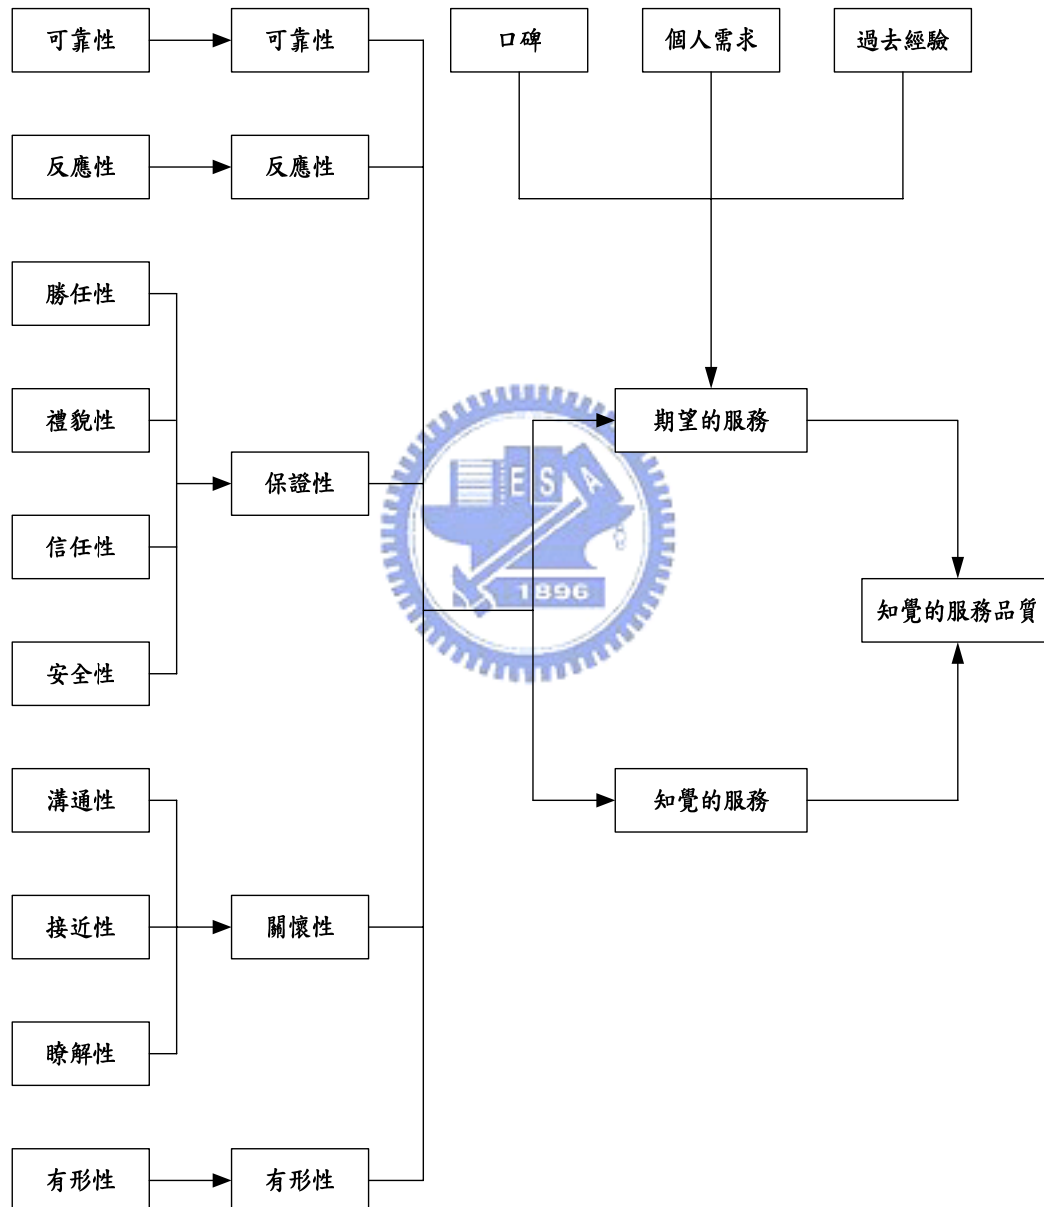 可靠性
可靠性
口碑
個人需求
過去經驗
反應性
反應性
勝任性
禮貌性
期望的服務
保證性
E S A
信任性
1896
知覺的服務品質
安全性
溝通性
知覺的服務
接近性
關懷性
瞭解性
有形性
有形性